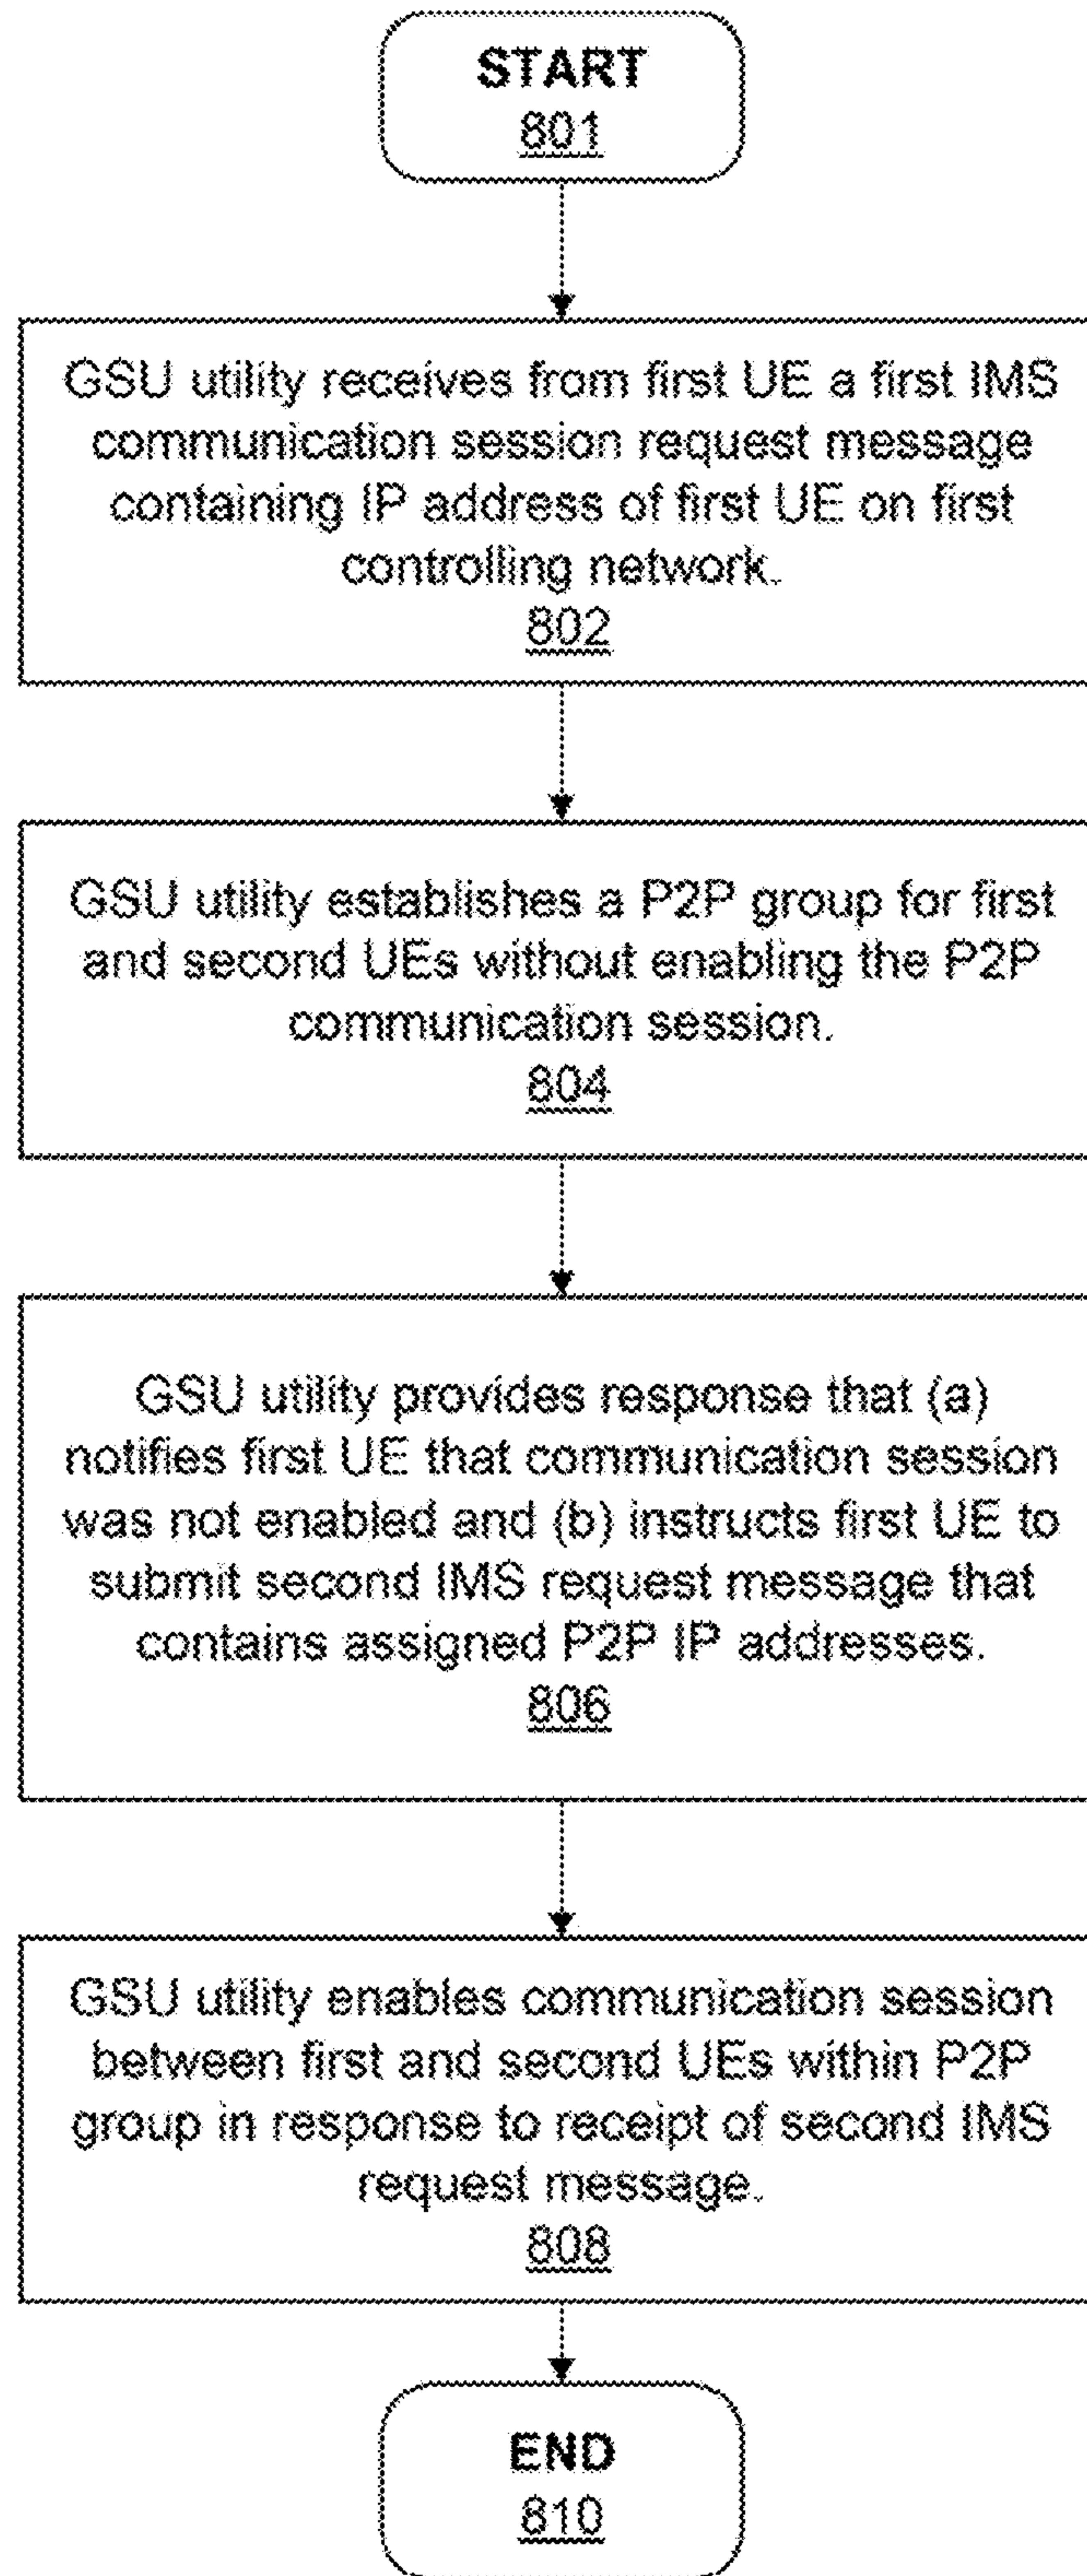 START
801
GSU utility receives from first UE a first IMS
communication session request message
containing IP address of first UE on first
controlling network.
802
GSU utility establishes a P2P group for first
and second UEs without enabling the P2P
communication session.
804
GSU utility provides response that (a)
notifies first UE that communication session
was not enabled and (b) instructs first UE to
submit second IMS request message that
contains assigned P2P IP addresses.
806
GSU utility enables communication session
between first and second UEs within P2P
group in response to receipt of second IMS
request message.
808
END
810